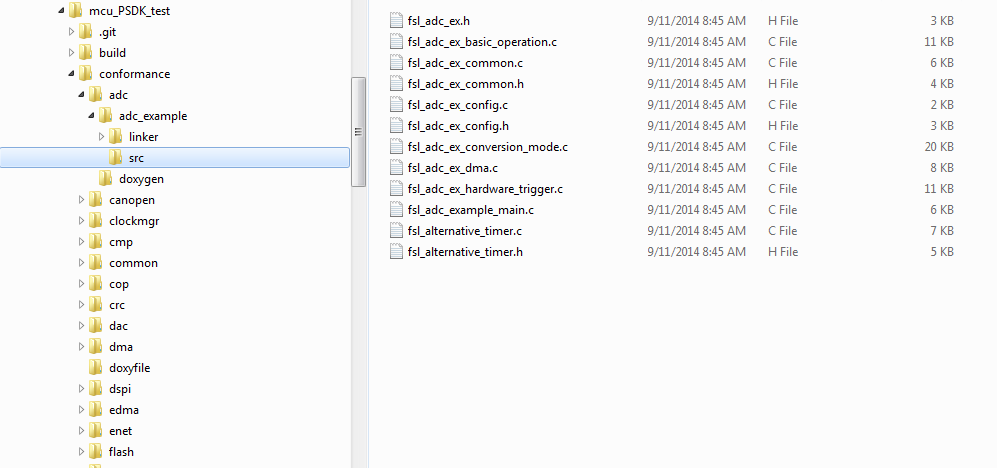 mcu_PSDK_test
.git
build
conformance
adc
adc_example
linker
src
doxygen
canopen
clockmgr
cmp
common
cop
crc
dac
dma
doxyfile
dspi
edma
enet
flash
fsl_adc_ex.h 9/11/2014 8:45 AM H File 3 KB
fsl_adc_ex_basic_operation.c 9/11/2014 8:45 AM C File 11 KB
fsl_adc_ex_common.c 9/11/2014 8:45 AM C File 6 KB
fsl_adc_ex_common.h 9/11/2014 8:45 AM H File 4 KB
fsl_adc_ex_config.c 9/11/2014 8:45 AM C File 2 KB
fsl_adc_ex_config.h 9/11/2014 8:45 AM H File 3 KB
fsl_adc_ex_conversion_mode.c 9/11/2014 8:45 AM C File 20 KB
fsl_adc_ex_dma.c 9/11/2014 8:45 AM C File 8 KB
fsl_adc_ex_hardware_trigger.c 9/11/2014 8:45 AM C File 11 KB
fsl_adc_example_main.c 9/11/2014 8:45 AM C File 6 KB
fsl_alternative_timer.c 9/11/2014 8:45 AM C File 7 KB
fsl_alternative_timer.h 9/11/2014 8:45 AM H File 5 KB